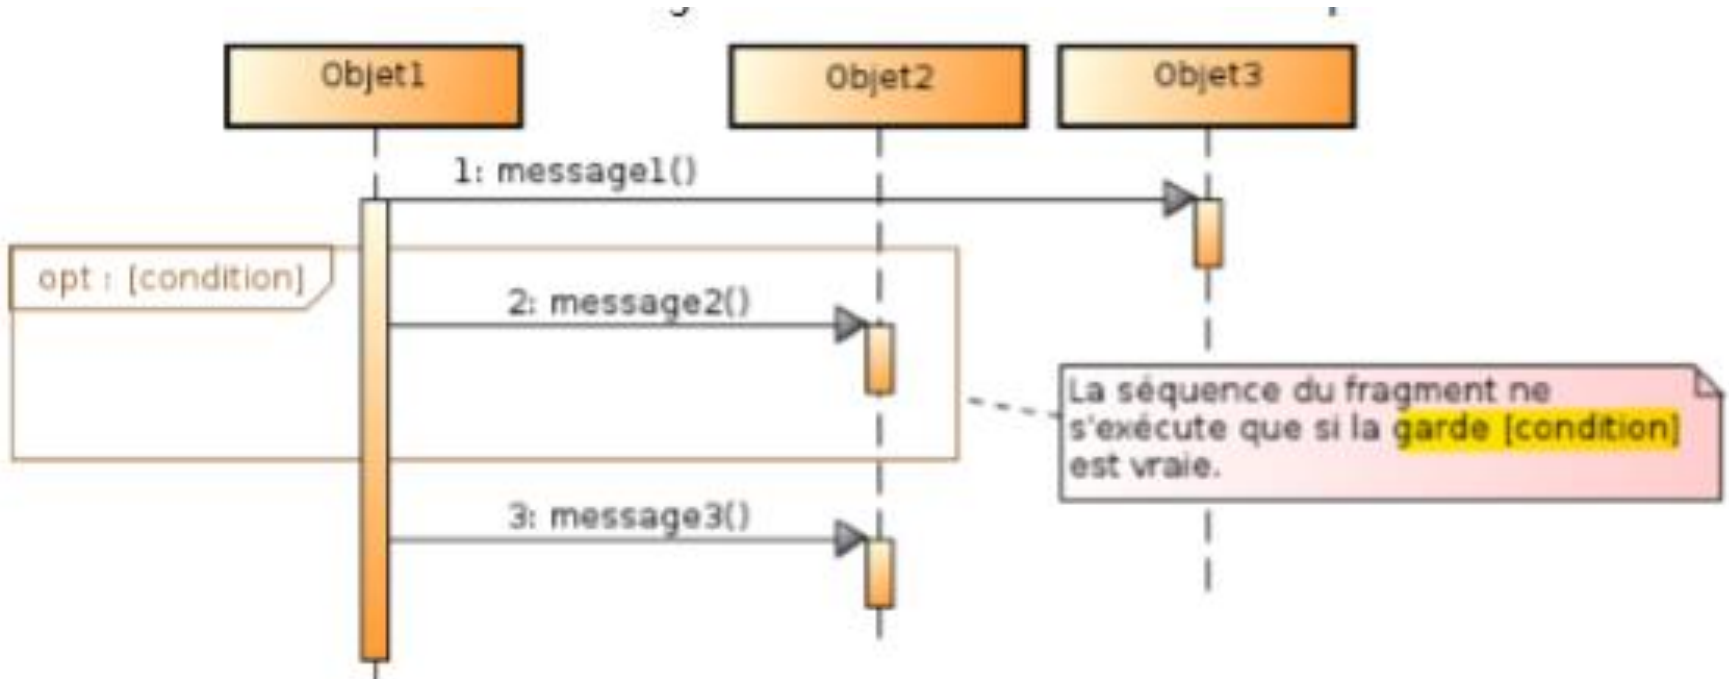 Objet1
Objet2
Objet3
1: message1()
opt : [condition]
2: message2()
La séquence du fragment ne
s'exécute que si la garde [condition]
est vraie.
3: message3()